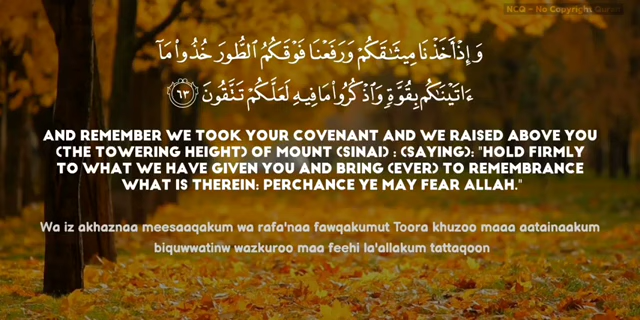 NCQ - No Copyright Quran
وَإِذْ أَخَذْنَا مِيثَٰقَكُمْ وَرَفَعْنَا فَوْقَكُمُ ٱلطُّورَ خُذُوا۟ مَآ
ءَاتَيْنَٰكُم بِقُوَّةٍ وَٱذْكُرُوا۟ مَا فِيهِ لَعَلَّكُمْ تَتَّقُونَ ٦٣
AND REMEMBER WE TOOK YOUR COVENANT AND WE RAISED ABOVE YOU
(THE TOWERING HEIGHT) OF MOUNT (SINAI) : (SAYING): "HOLD FIRMLY
TO WHAT WE HAVE GIVEN YOU AND BRING (EVER) TO REMEMBRANCE
WHAT IS THEREIN: PERCHANCE YE MAY FEAR ALLAH."
Wa iz akhaznaa meesaaqakum wa rafa'naa fawqakumut Toora khuzoo maaa aatainaakum
biquwwatinw wazkuroo maa feehi la'allakum tattaqoon